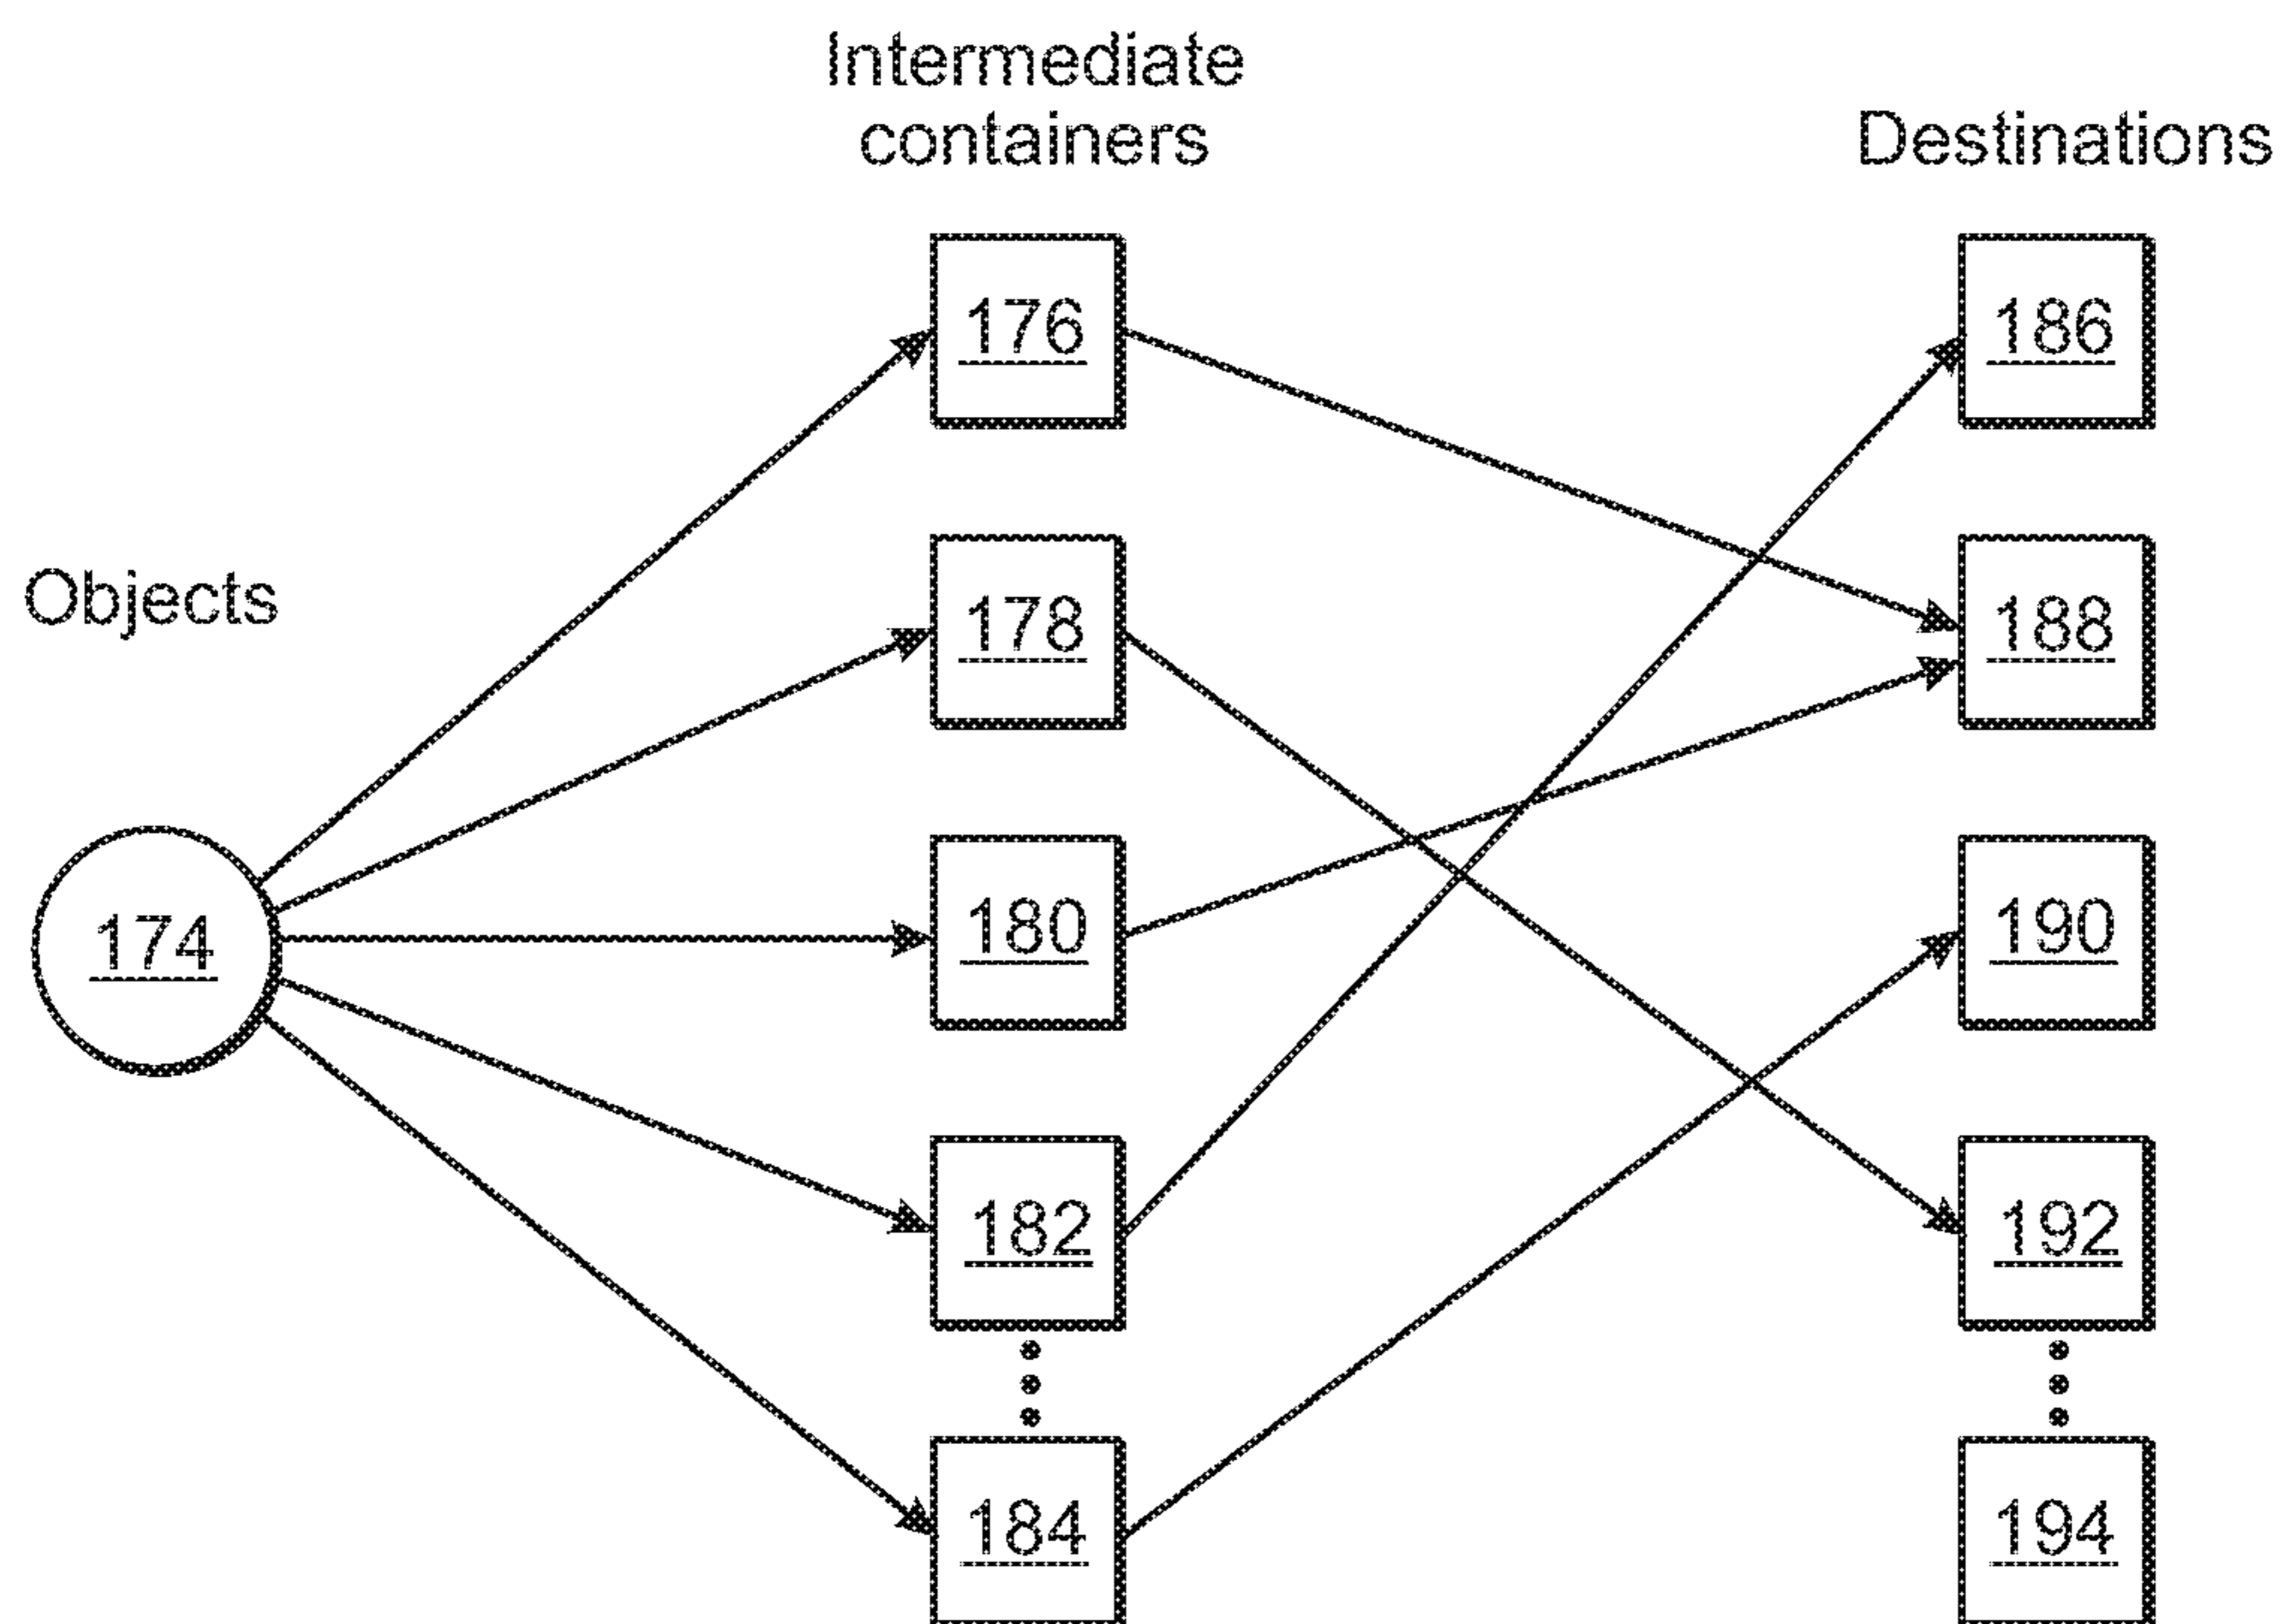 Intermediate
containers
Destinations
Objects
174
176
178
180
182
184
186
188
190
192
194